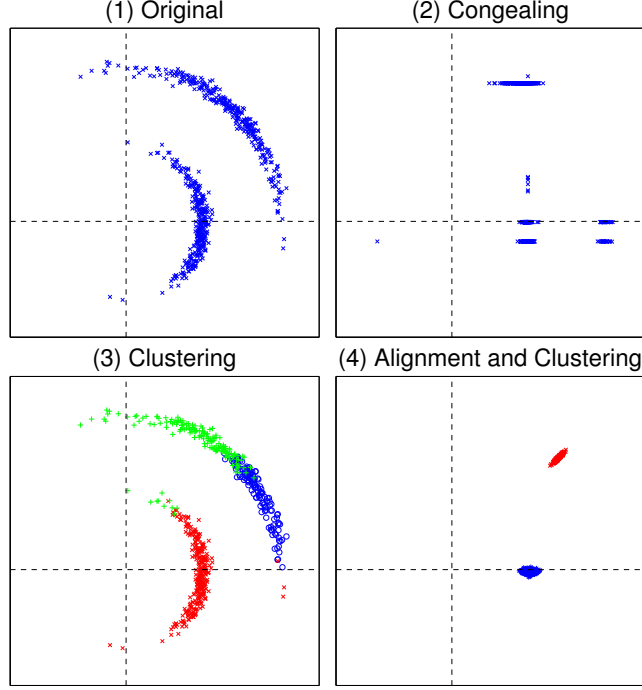 (1) Original
(2) Congealing
(3) Clustering
(4) Alignment and Clustering